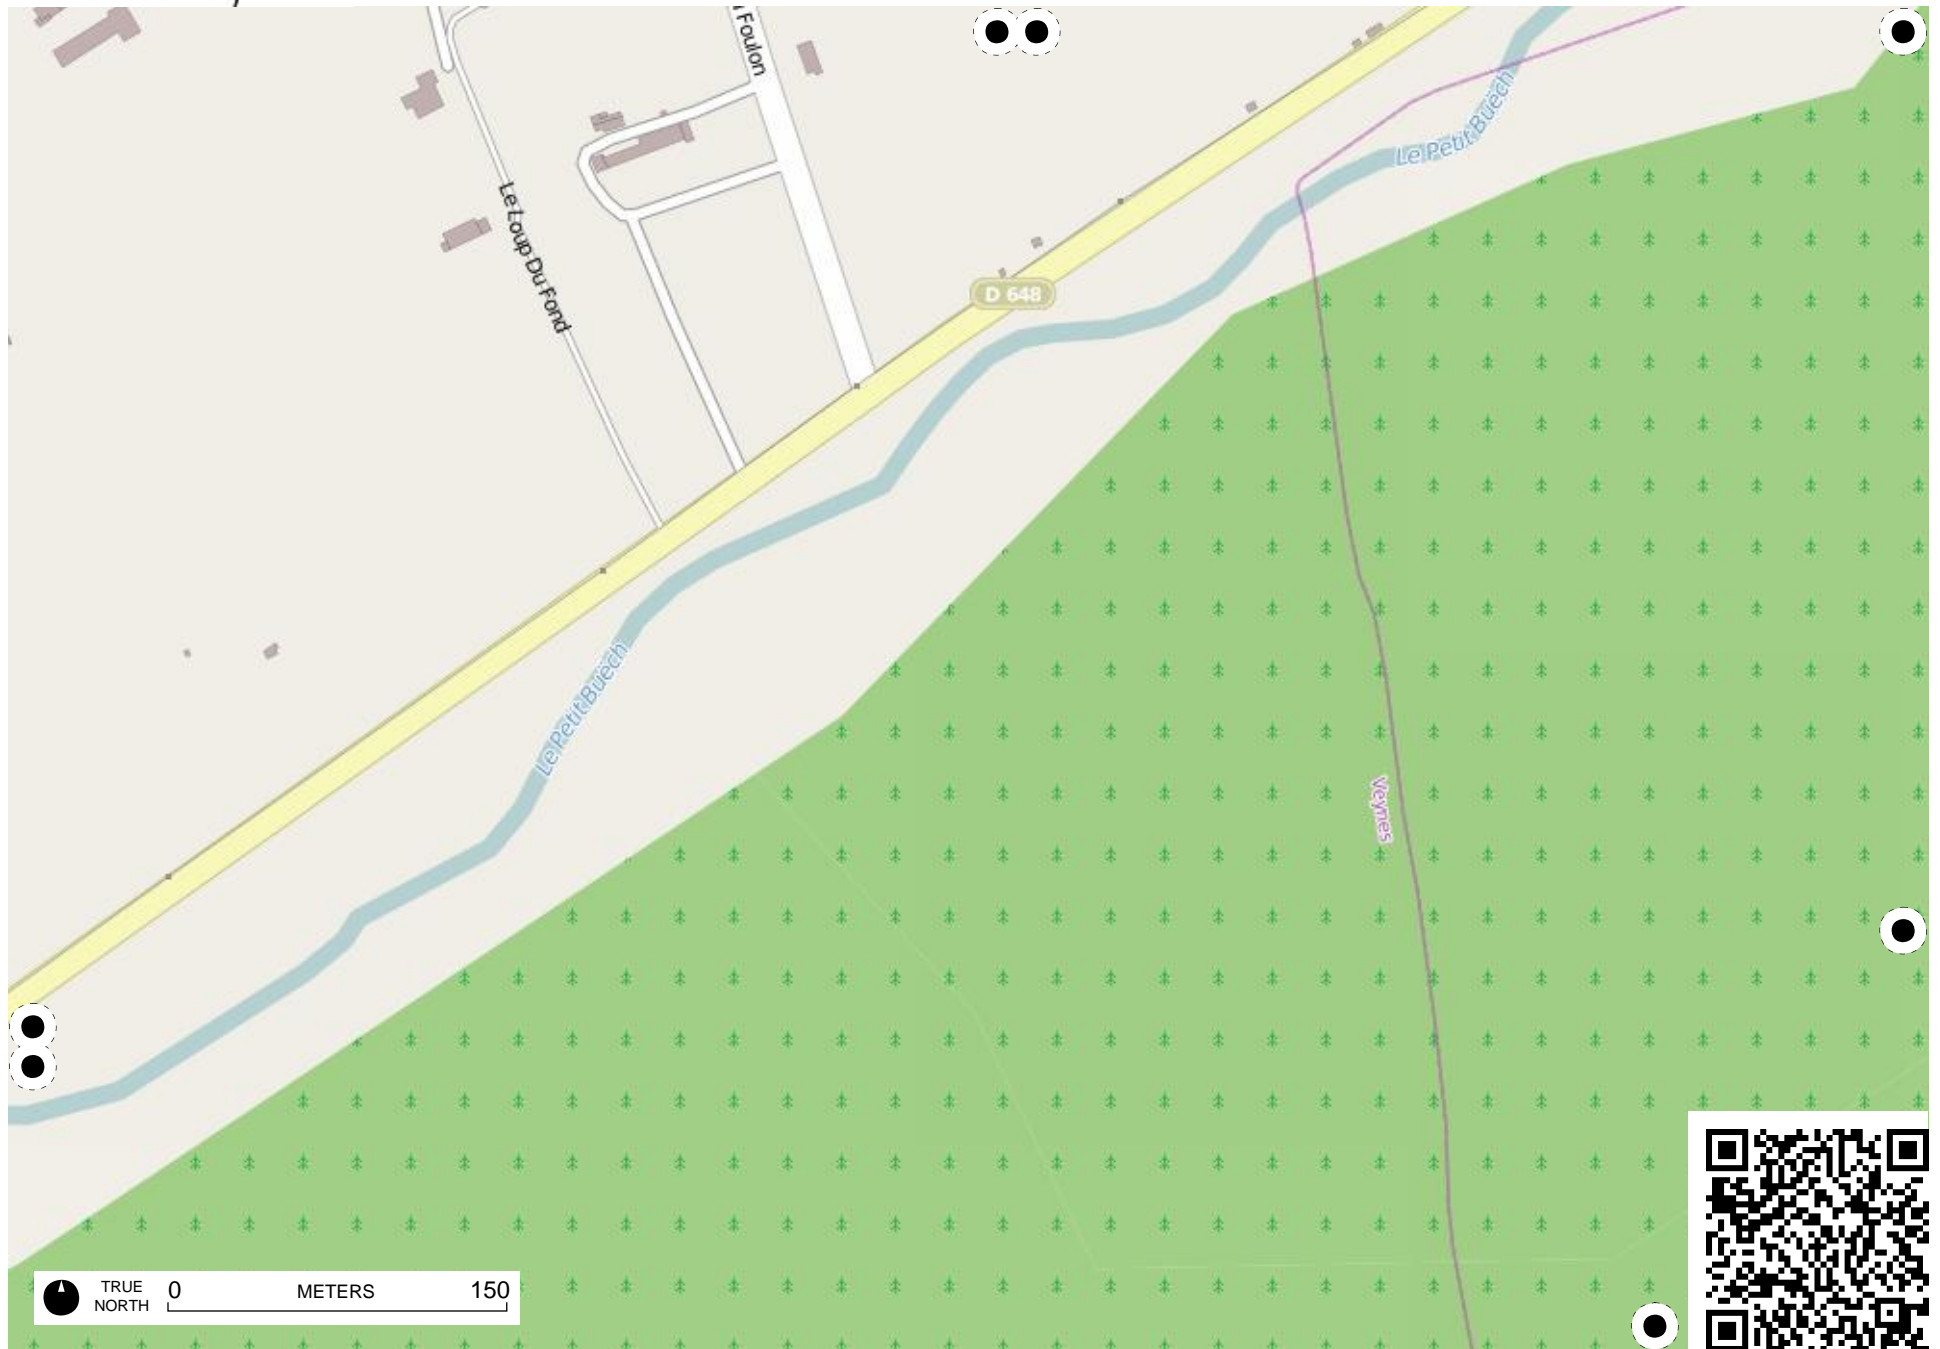 Foulon
Le Petit Buëch
Le Loup Du Fond
D 648
Le Petit Buëch
Veynes
TRUE
NORTH
0 METERS 150